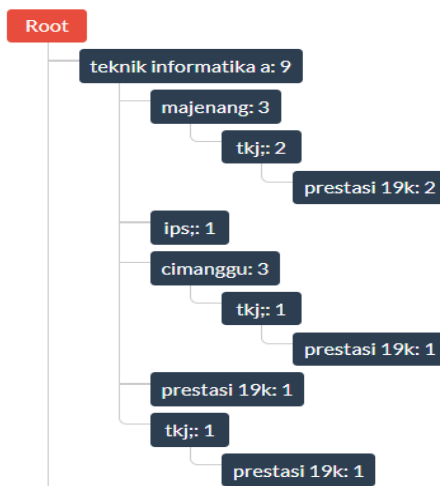 Root
teknik informatika a: 9
majenang: 3
tkj;: 2
prestasi 19k: 2
ips;: 1
cimanggu: 3
tkj;: 1
prestasi 19k: 1
prestasi 19k: 1
tkj;: 1
prestasi 19k: 1